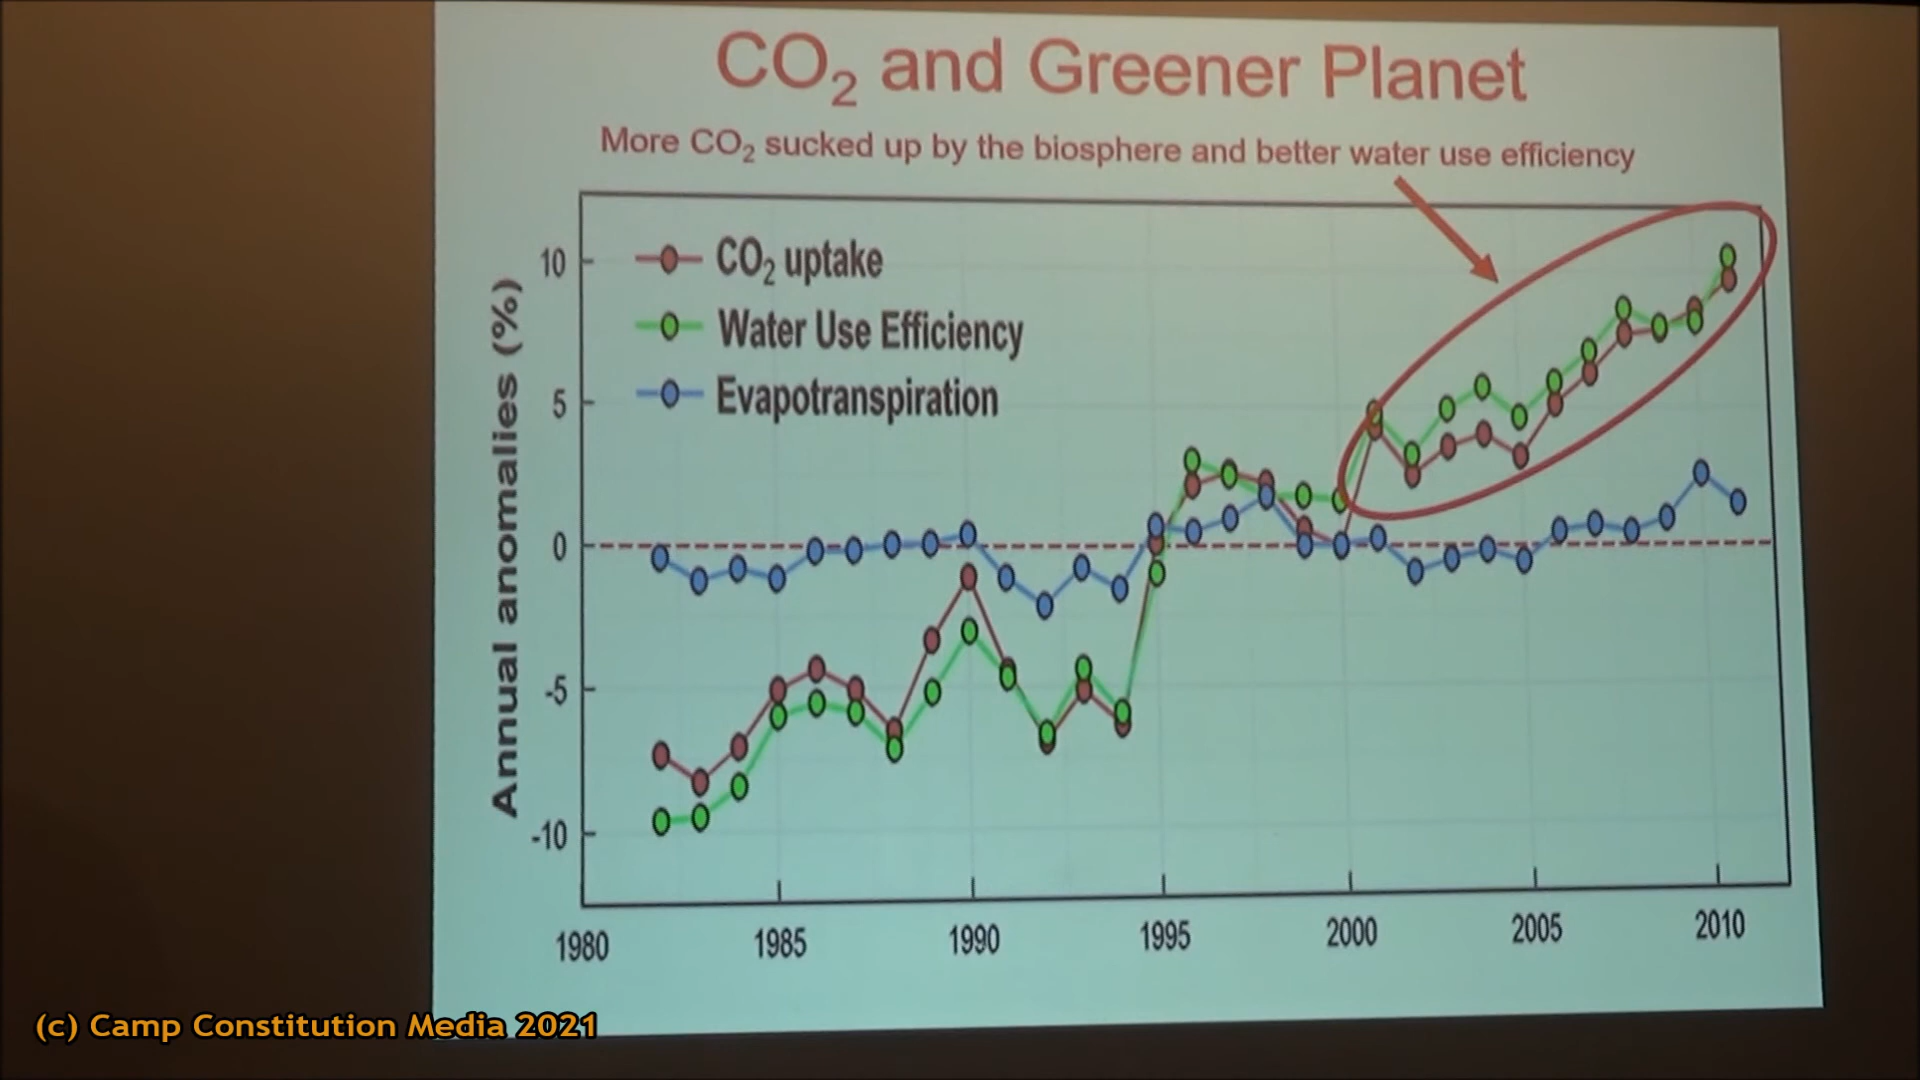 CO₂ and Greener Planet
More CO₂ sucked up by the biosphere and better water use efficiency
CO₂ uptake
Water Use Efficiency
Evapotranspiration
Annual anomalies (%)
10
5
0
-5
-10
1980 1985 1990 1995 2000 2005 2010
(c) Camp Constitution Media 2021